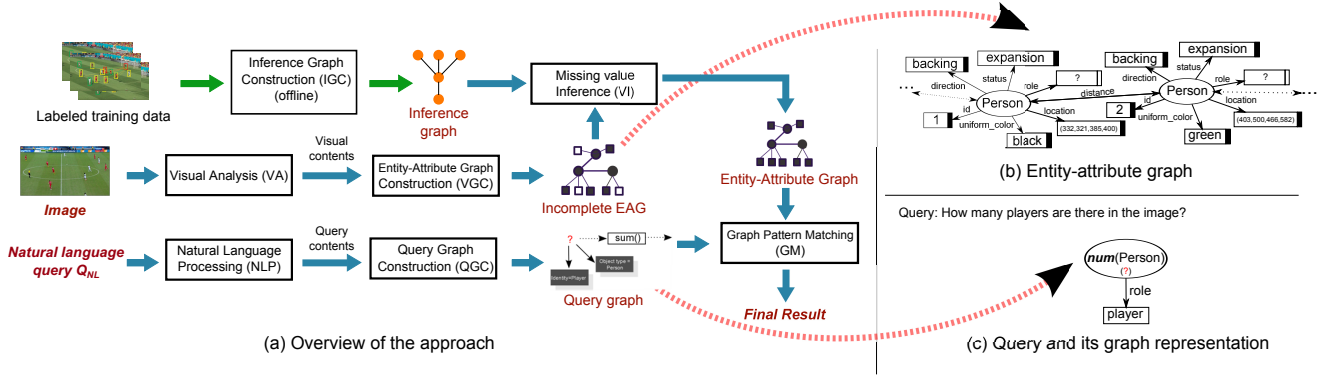 Labeled training data
Inference Graph
Construction (IGC)
(offline)
Inference
graph
Missing value
Inference (VI)
Image
Visual Analysis (VA)
Visual
contents
Entity-Attribute Graph
Construction (VGC)
Incomplete EAG
Entity-Attribute Graph
Natural language
query Q_NL
Natural Language
Processing (NLP)
Query
contents
Query Graph
Construction (QGC)
?
sum()
Identity=Player
Object type =
Person
Query graph
Graph Pattern Matching
(GM)
Final Result
(a) Overview of the approach
backing
expansion
status
direction
role
?
Person
id
1
uniform_color
black
location
(332,321,385,400)
distance
...
backing
expansion
status
direction
role
?
Person
id
2
uniform_color
green
location
(403,500,466,582)
...
(b) Entity-attribute graph
Query: How many players are there in the image?
num(Person)
(?)
role
player
(c) Query and its graph representation